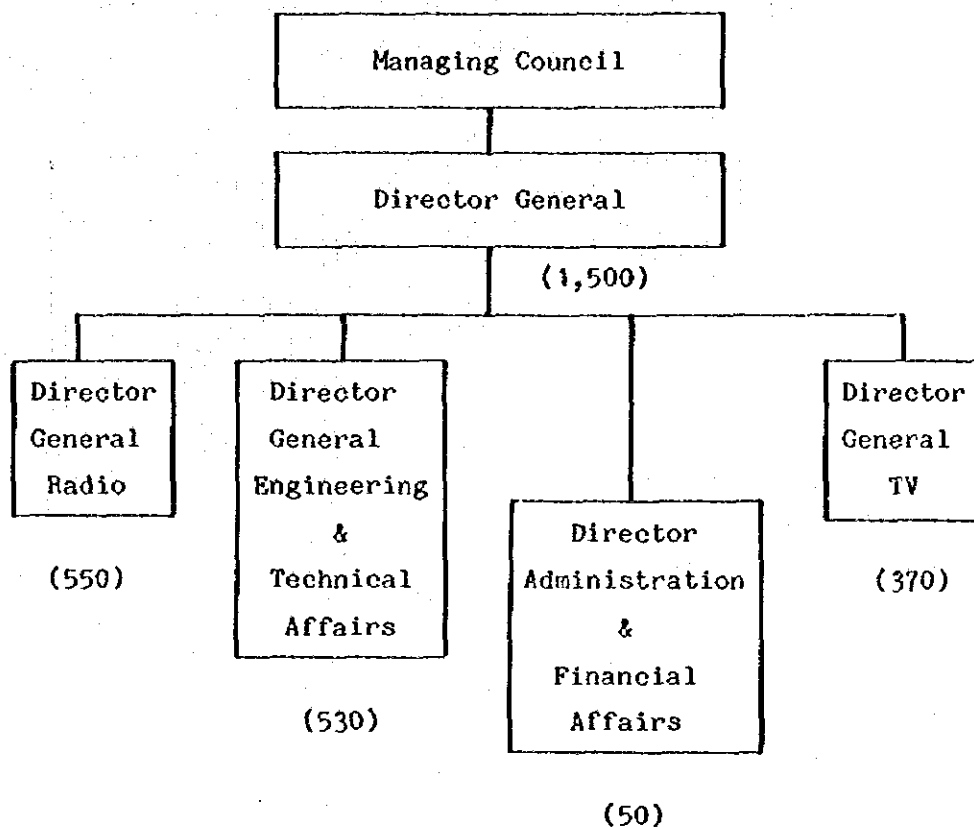 Managing Council
Director General
(1,500)
Director
General
Radio
(550)
Director
General
Engineering
&
Technical
Affairs
(530)
Director
Administration
&
Financial
Affairs
(50)
Director
General
TV
(370)